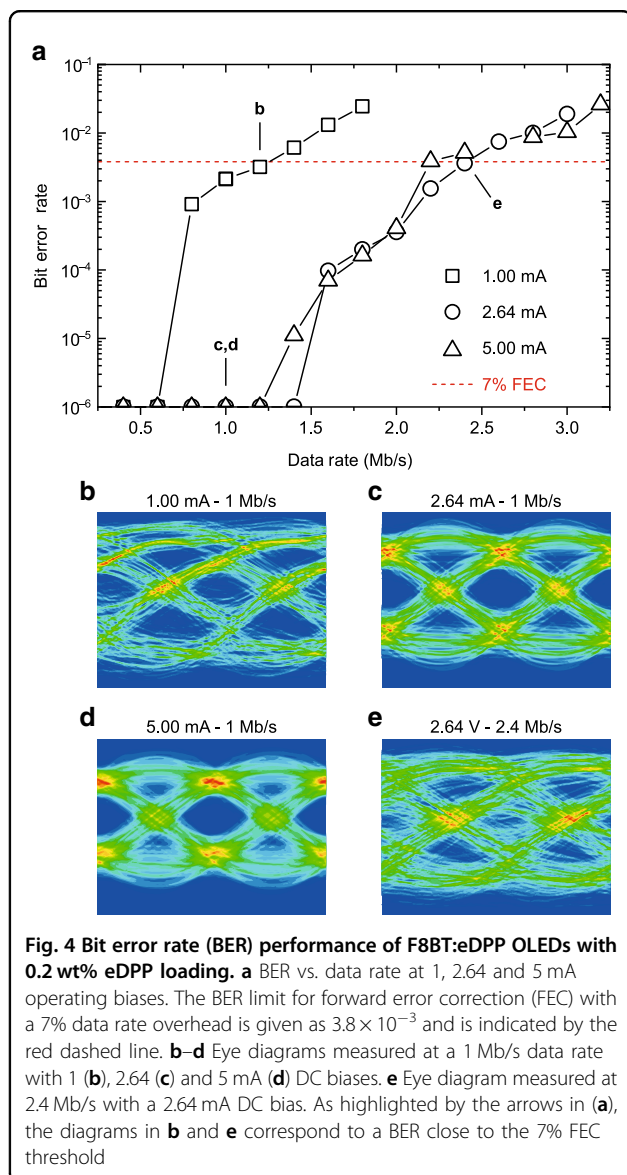 a
10⁻¹
10⁻²
10⁻³
10⁻⁴
10⁻⁵
10⁻⁶
Bit error rate
b
e
c,d
1.00 mA
2.64 mA
5.00 mA
7% FEC
0.5 1.0 1.5 2.0 2.5 3.0
Data rate (Mb/s)
b
1.00 mA - 1 Mb/s
c
2.64 mA - 1 Mb/s
d
5.00 mA - 1 Mb/s
e
2.64 V - 2.4 Mb/s
Fig. 4 Bit error rate (BER) performance of F8BT:eDPP OLEDs with
0.2 wt% eDPP loading. a BER vs. data rate at 1, 2.64 and 5 mA
operating biases. The BER limit for forward error correction (FEC) with
a 7% data rate overhead is given as 3.8 × 10⁻³ and is indicated by the
red dashed line. b–d Eye diagrams measured at a 1 Mb/s data rate
with 1 (b), 2.64 (c) and 5 mA (d) DC biases. e Eye diagram measured at
2.4 Mb/s with a 2.64 mA DC bias. As highlighted by the arrows in (a),
the diagrams in b and e correspond to a BER close to the 7% FEC
threshold